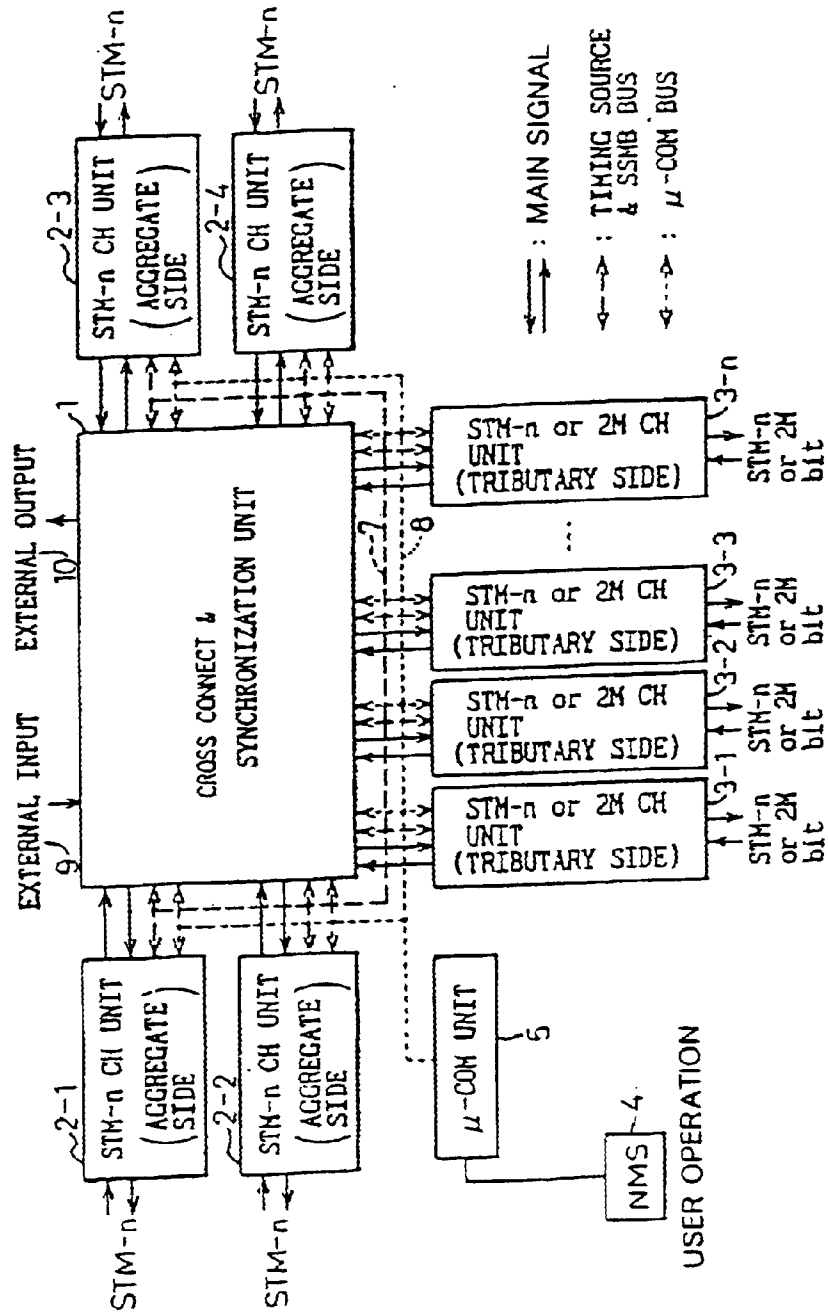 EXTERNAL INPUT
EXTERNAL OUTPUT
9
10
1
CROSS CONNECT &
SYNCHRONIZATION UNIT
2-1
STM-n CH UNIT
(AGGREGATE)
SIDE
STM-n
2-2
STM-n CH UNIT
(AGGREGATE)
SIDE
STM-n
2-3
STM-n CH UNIT
(AGGREGATE)
SIDE
STM-n
2-4
STM-n CH UNIT
(AGGREGATE)
SIDE
STM-n
7
8
STM-n or 2M CH
UNIT
(TRIBUTARY SIDE)
3-1
STM-n
or 2M
bit
STM-n or 2M CH
UNIT
(TRIBUTARY SIDE)
3-2
STM-n
or 2M
bit
STM-n or 2M CH
UNIT
(TRIBUTARY SIDE)
3-3
STM-n
or 2M
bit
STM-n or 2M CH
UNIT
(TRIBUTARY SIDE)
3-n
STM-n
or 2M
bit
μ-COM UNIT
5
NMS
4
USER OPERATION
: MAIN SIGNAL
: TIMING SOURCE
& SSMB BUS
: μ-COM BUS